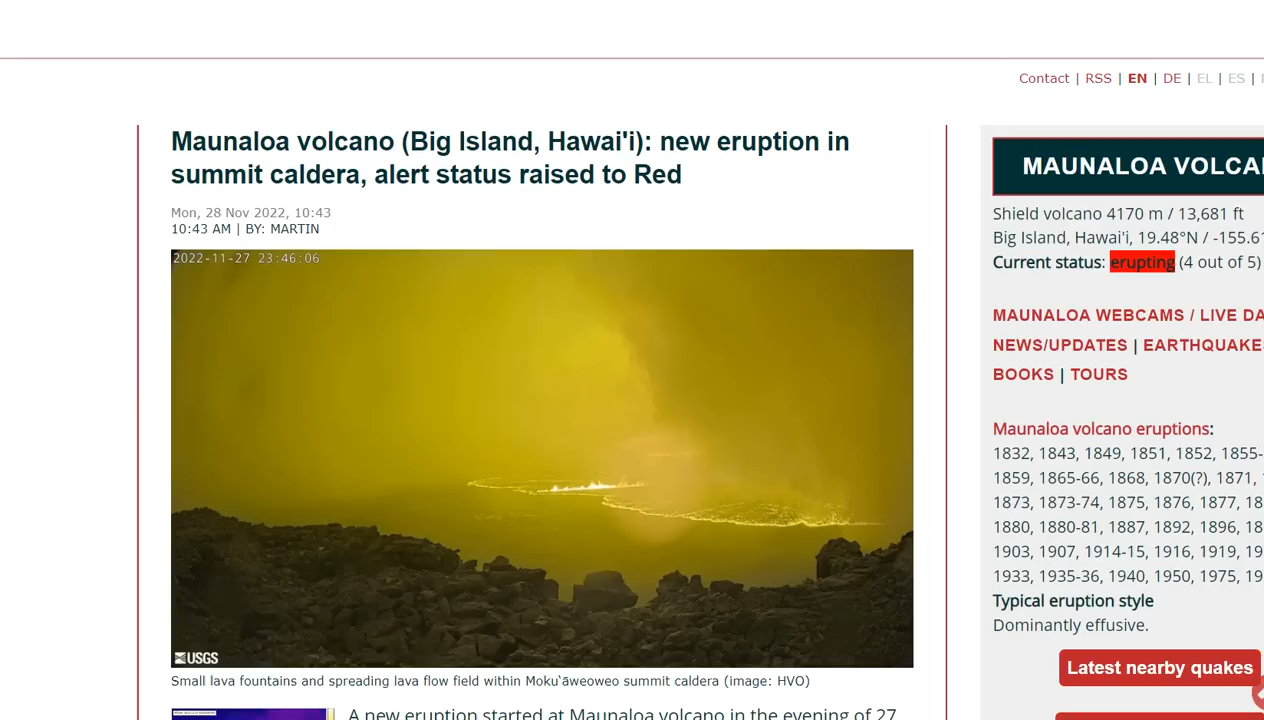 Contact | RSS | EN | DE | EL | ES |
Maunaloa volcano (Big Island, Hawai'i): new eruption in
summit caldera, alert status raised to Red
Mon, 28 Nov 2022, 10:43
10:43 AM | BY: MARTIN
2022-11-27 23:46:06
USGS
Small lava fountains and spreading lava flow field within Mokuʻāweoweo summit caldera (image: HVO)
A new eruption started at Maunaloa volcano in the evening of 27
MAUNALOA VOLCA
Shield volcano 4170 m / 13,681 ft
Big Island, Hawai'i, 19.48°N / -155.61
Current status: erupting (4 out of 5)
MAUNALOA WEBCAMS / LIVE DA
NEWS/UPDATES | EARTHQUAKES
BOOKS | TOURS
Maunaloa volcano eruptions:
1832, 1843, 1849, 1851, 1852, 1855-
1859, 1865-66, 1868, 1870(?), 1871,
1873, 1873-74, 1875, 1876, 1877, 18
1880, 1880-81, 1887, 1892, 1896, 18
1903, 1907, 1914-15, 1916, 1919, 19
1933, 1935-36, 1940, 1950, 1975, 19
Typical eruption style
Dominantly effusive.
Latest nearby quakes